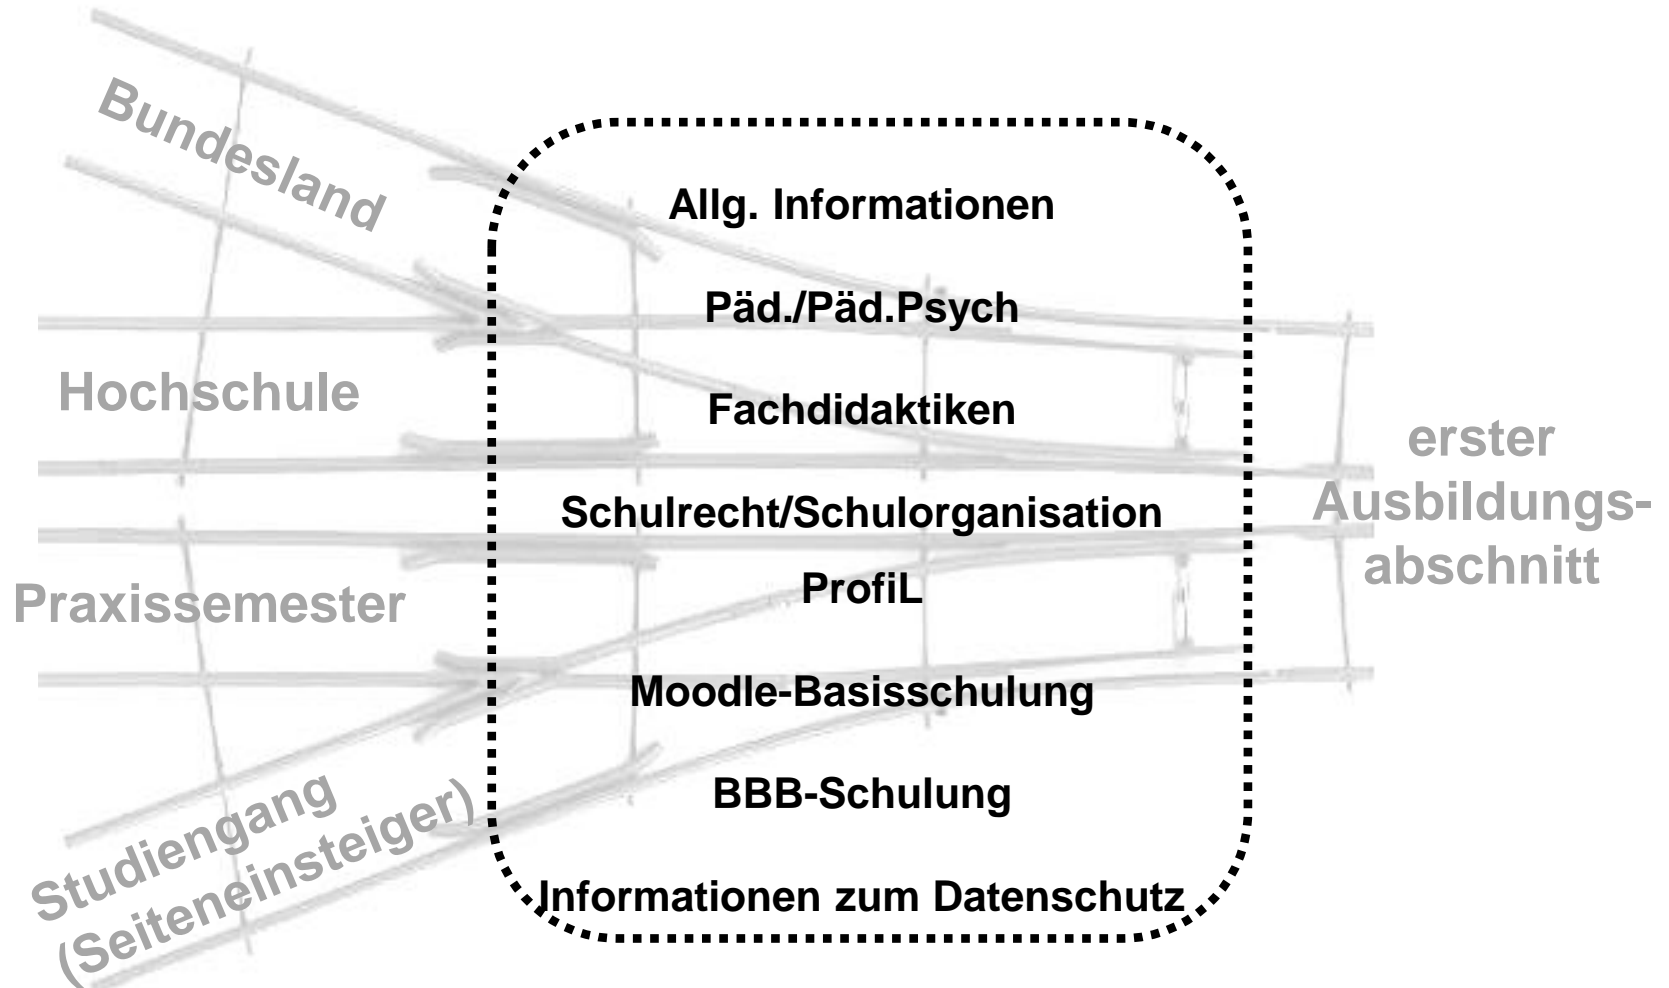 Bundesland
Hochschule
Praxissemester
Studiengang
(Seiteneinsteiger)
Allg. Informationen
Päd./Päd.Psych
Fachdidaktiken
Schulrecht/Schulorganisation
ProfiL
Moodle-Basisschulung
BBB-Schulung
Informationen zum Datenschutz
erster
Ausbildungs-
abschnitt